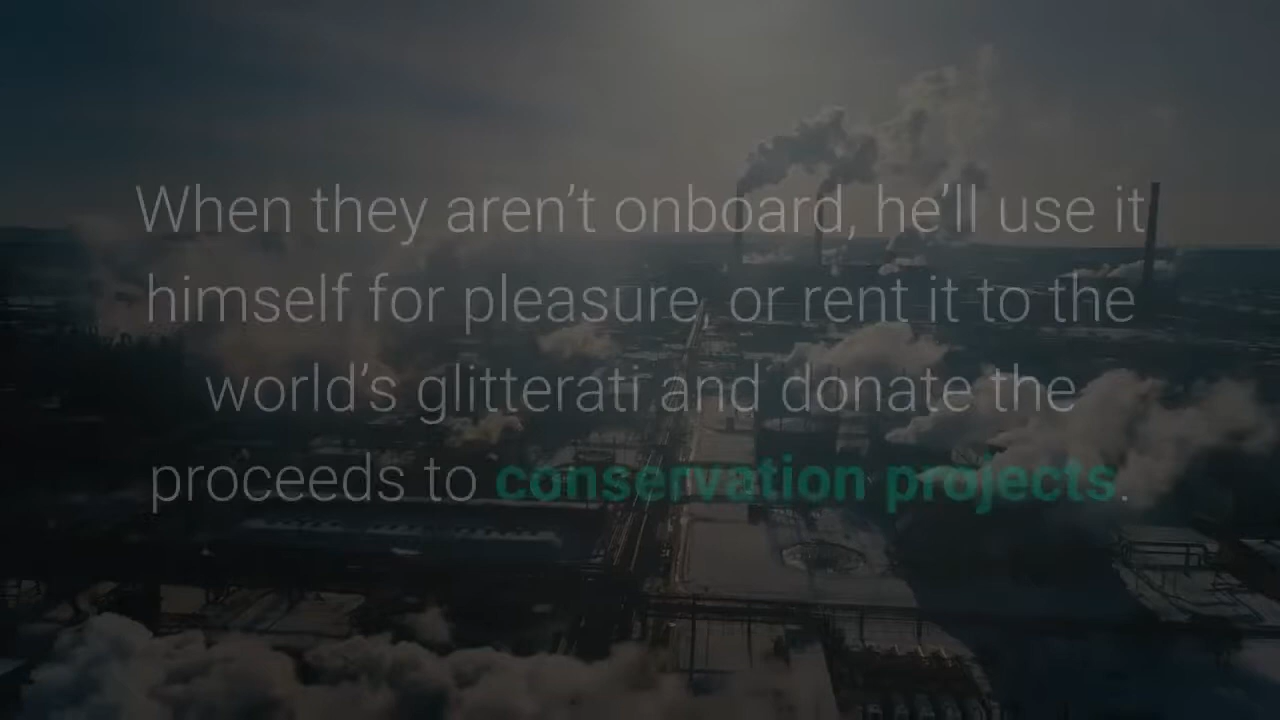 When they aren’t onboard, he’ll use it
himself for pleasure, or rent it to the
world’s glitterati and donate the
proceeds to conservation projects.